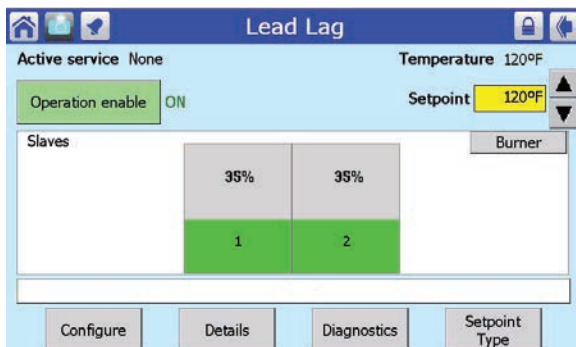 Lead Lag
Active service None
Temperature 120ºF
Operation enable ON
Setpoint 120ºF
Slaves
Burner
35% 35%
1 2
Configure Details Diagnostics Setpoint Type